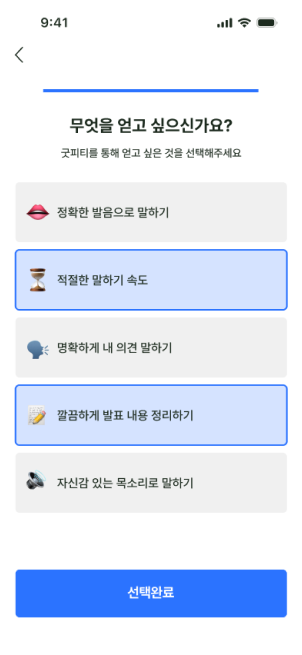 9:41
무엇을 얻고 싶으신가요?
굿피티를 통해 얻고 싶은 것을 선택해주세요
정확한 발음으로 말하기
적절한 말하기 속도
명확하게 내 의견 말하기
깔끔하게 발표 내용 정리하기
자신감 있는 목소리로 말하기
선택완료